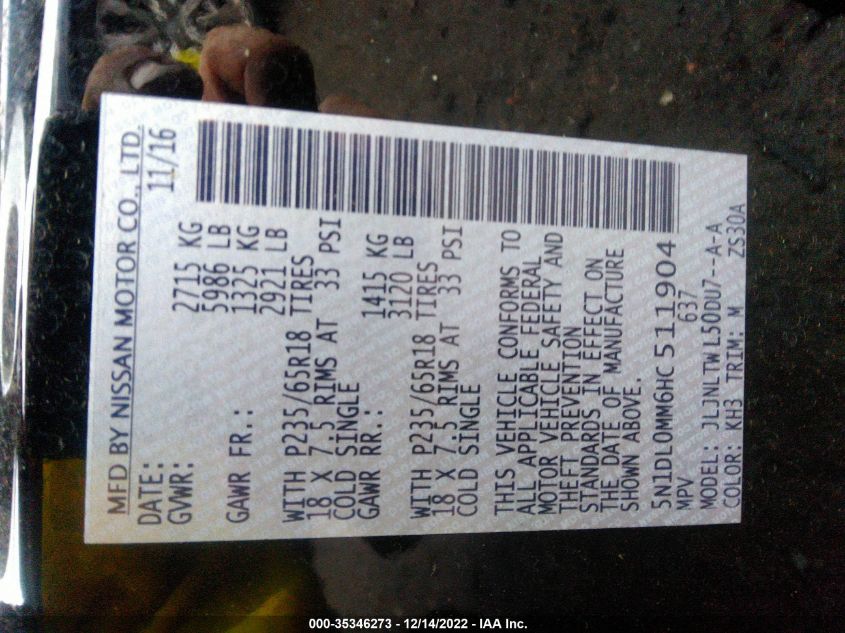 MFD BY NISSAN MOTOR CO., LTD.
DATE: 11/16
GVWR: 2715 KG
5986 LB
GAWR FR.: 1325 KG
2921 LB
WITH P235/65R18 TIRES
18 X 7.5 RIMS AT 33 PSI
COLD SINGLE
GAWR RR.: 1415 KG
3120 LB
WITH P235/65R18 TIRES
18 X 7.5 RIMS AT 33 PSI
COLD SINGLE
THIS VEHICLE CONFORMS TO
ALL APPLICABLE FEDERAL
MOTOR VEHICLE SAFETY AND
THEFT PREVENTION
STANDARDS IN EFFECT ON
THE DATE OF MANUFACTURE
SHOWN ABOVE.
5N1DL0MM6HC511904
MPV 637
MODEL: JLJNLTWL50DU7--A-A
COLOR: KH3 TRIM: M ZS30A
000-35346273 - 12/14/2022 - IAA Inc.